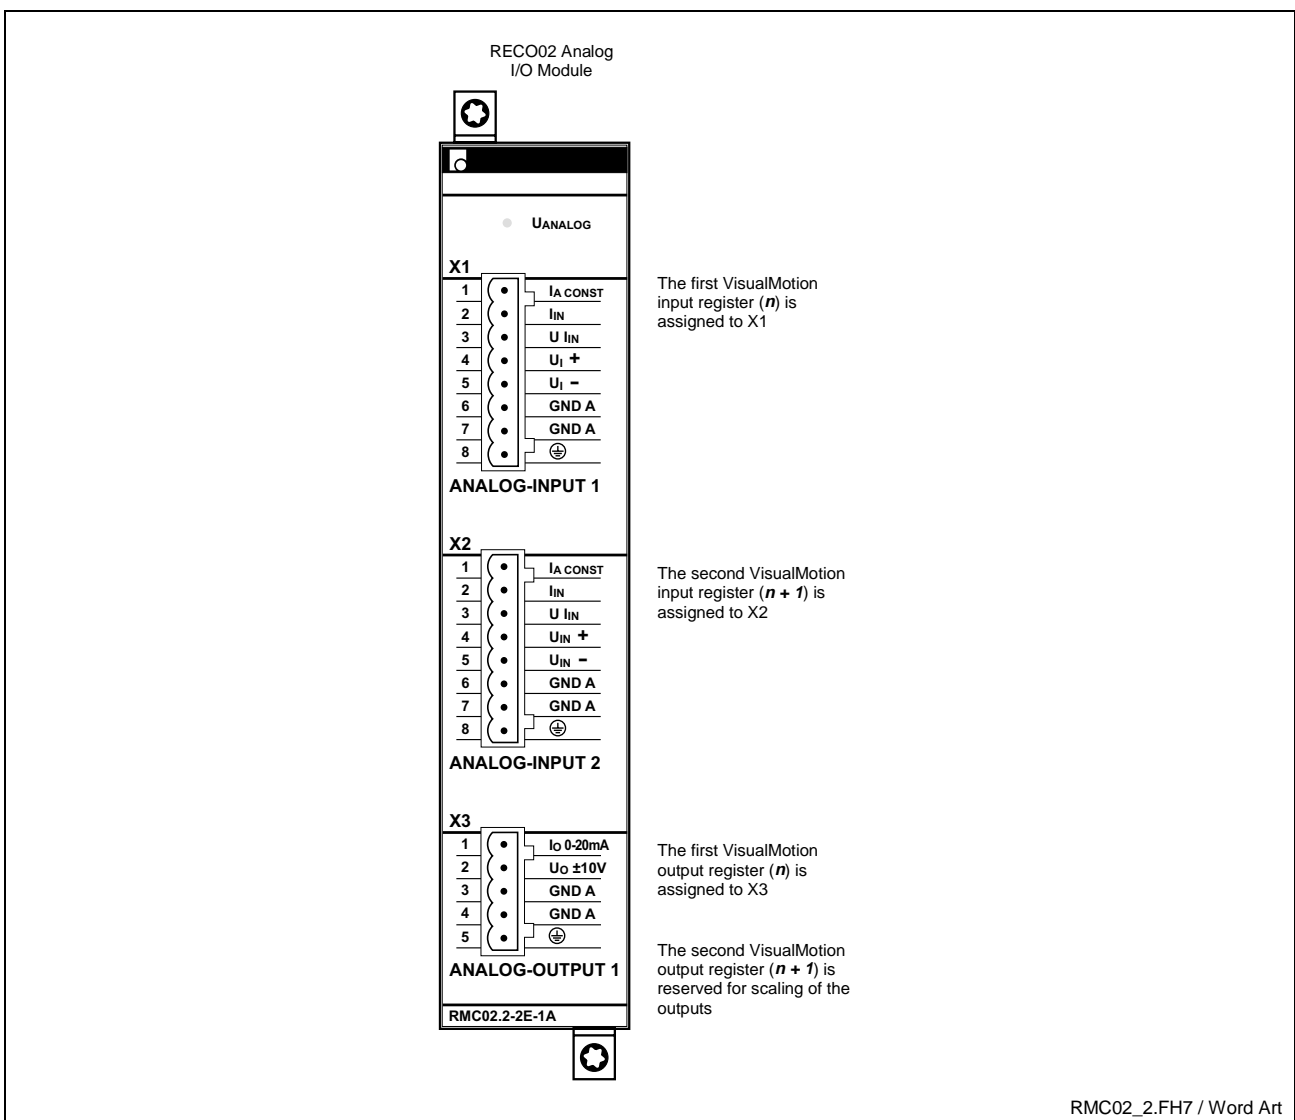 RECO02 Analog
I/O Module
UANALOG
X1
1 IA CONST
2 IIN
3 U IIN
4 UI +
5 UI −
6 GND A
7 GND A
8
ANALOG-INPUT 1
The first VisualMotion
input register (n) is
assigned to X1
X2
1 IA CONST
2 IIN
3 U IIN
4 UIN +
5 UIN −
6 GND A
7 GND A
8
ANALOG-INPUT 2
The second VisualMotion
input register (n + 1) is
assigned to X2
X3
1 IO 0-20mA
2 UO ±10V
3 GND A
4 GND A
5
ANALOG-OUTPUT 1
The first VisualMotion
output register (n) is
assigned to X3
The second VisualMotion
output register (n + 1) is
reserved for scaling of the
outputs
RMC02.2-2E-1A
RMC02_2.FH7 / Word Art